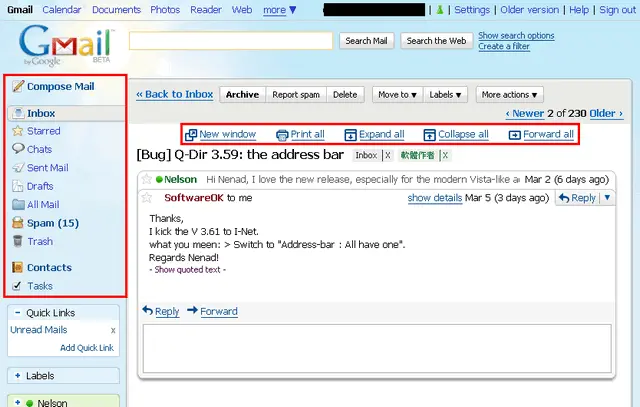 Gmail Calendar Documents Photos Reader Web more ▼
| Settings | Older version | Help | Sign out
Gmail
by Google BETA
Search Mail Search the Web Show search options
Create a filter
Compose Mail
Inbox
Starred
Chats
Sent Mail
Drafts
All Mail
Spam (15)
Trash
Contacts
Tasks
− Quick Links
Unread Mails x
Add Quick Link
+ Labels
+ Nelson
‹‹ Back to Inbox Archive Report spam Delete Move to ▼ Labels ▼ More actions ▼
‹ Newer 2 of 230 Older ›
New window Print all Expand all Collapse all Forward all
[Bug] Q-Dir 3.59: the address bar Inbox | X 軟體作者 | X
Nelson Hi Nenad, I love the new release, especially for the modern Vista-like Mar 2 (6 days ago)
SoftwareOK to me show details Mar 5 (3 days ago) Reply ▼
Thanks,
I kick the V 3.61 to I-Net.
what you meen: > Switch to "Address-bar : All have one".
Regards Nenad!
- Show quoted text -
Reply Forward